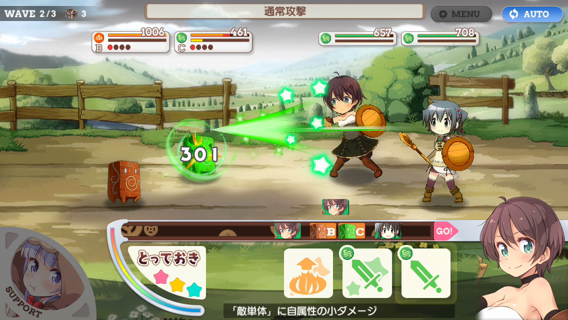 WAVE 2/3 3
通常攻撃
MENU
AUTO
1006
B
461
C
657
708
301
B C
GO!
とっておき
SUPPORT
「敵単体」に自属性の小ダメージ